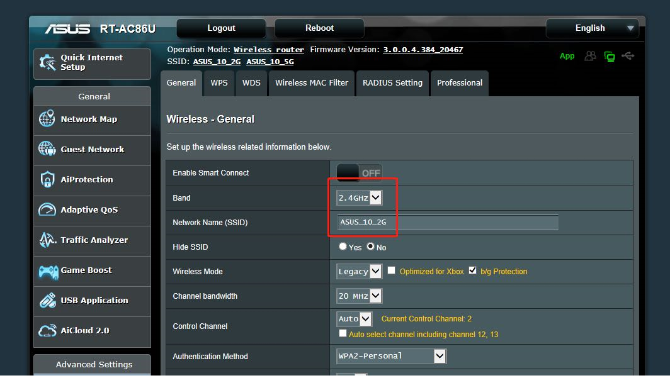 ASUS RT-AC86U Logout Reboot English
Operation Mode: Wireless router Firmware Version: 3.0.0.4.384_20467
SSID: ASUS_10_2G ASUS_10_5G
App
Quick Internet
Setup
General
Network Map
Guest Network
AiProtection
Adaptive QoS
Traffic Analyzer
Game Boost
USB Application
AiCloud 2.0
Advanced Settings
General WPS WDS Wireless MAC Filter RADIUS Setting Professional
Wireless - General
Set up the wireless related information below.
Enable Smart Connect OFF
Band 2.4GHz
Network Name (SSID) ASUS_10_2G
Hide SSID Yes No
Wireless Mode Legacy Optimized for Xbox b/g Protection
Channel bandwidth 20 MHz
Control Channel Auto Current Control Channel: 2
Auto select channel including channel 12, 13
Authentication Method WPA2-Personal